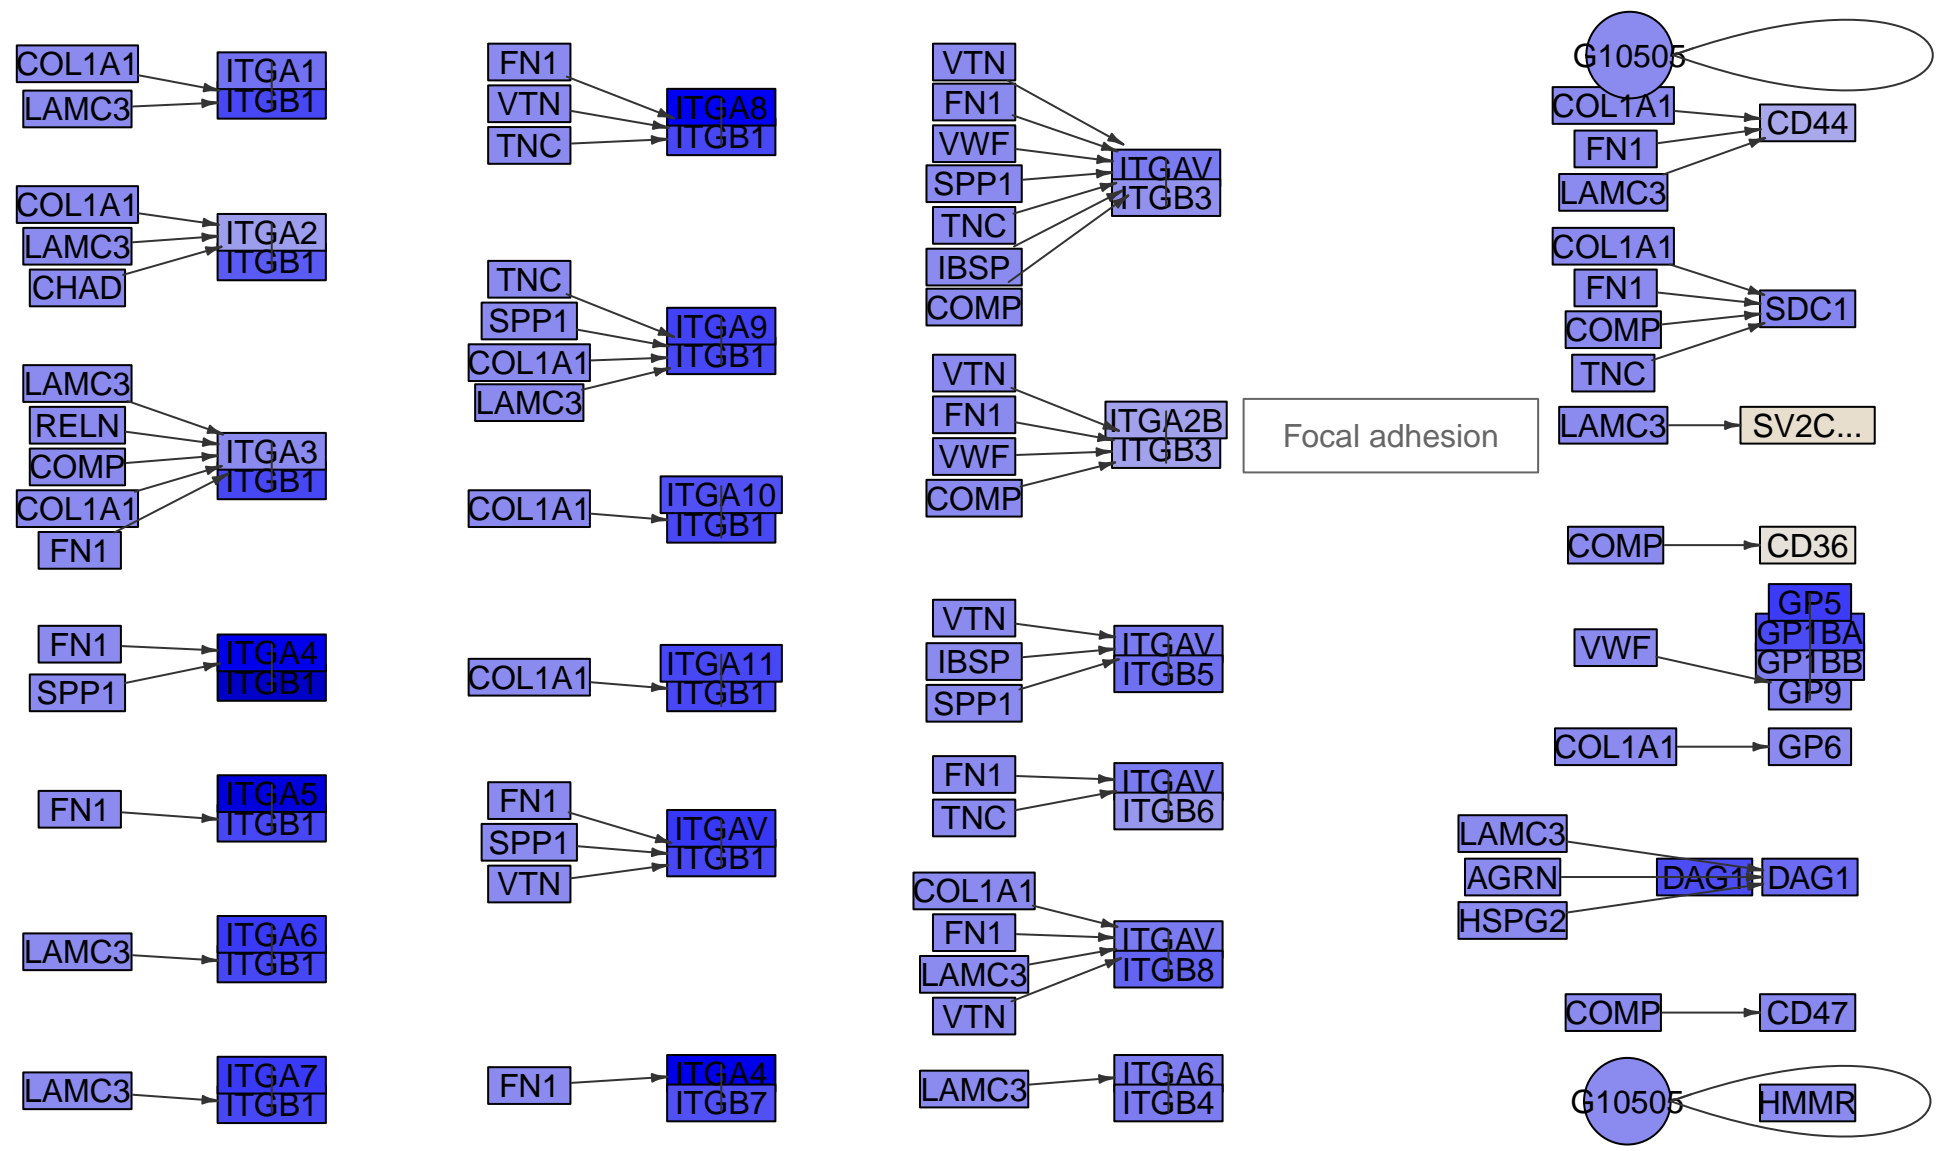 COL1A1
LAMC3
ITGA1
ITGB1
COL1A1
LAMC3
CHAD
ITGA2
ITGB1
LAMC3
RELN
COMP
COL1A1
FN1
ITGA3
ITGB1
FN1
SPP1
ITGA4
ITGB1
FN1
ITGA5
ITGB1
LAMC3
ITGA6
ITGB1
LAMC3
ITGA7
ITGB1
FN1
VTN
TNC
ITGA8
ITGB1
TNC
SPP1
COL1A1
LAMC3
ITGA9
ITGB1
COL1A1
ITGA10
ITGB1
COL1A1
ITGA11
ITGB1
FN1
SPP1
VTN
ITGAV
ITGB1
FN1
ITGA4
ITGB7
VTN
FN1
VWF
SPP1
TNC
IBSP
COMP
ITGAV
ITGB3
VTN
FN1
VWF
COMP
ITGA2B
ITGB3
VTN
IBSP
SPP1
ITGAV
ITGB5
FN1
TNC
ITGAV
ITGB6
COL1A1
FN1
LAMC3
VTN
ITGAV
ITGB8
LAMC3
ITGA6
ITGB4
Focal adhesion
G10505
COL1A1
FN1
LAMC3
CD44
COL1A1
FN1
COMP
TNC
SDC1
LAMC3
SV2C...
COMP
CD36
VWF
GP5
GP1BA
GP1BB
GP9
COL1A1
GP6
LAMC3
AGRN
HSPG2
DAG1
DAG1
COMP
CD47
G10505
HMMR